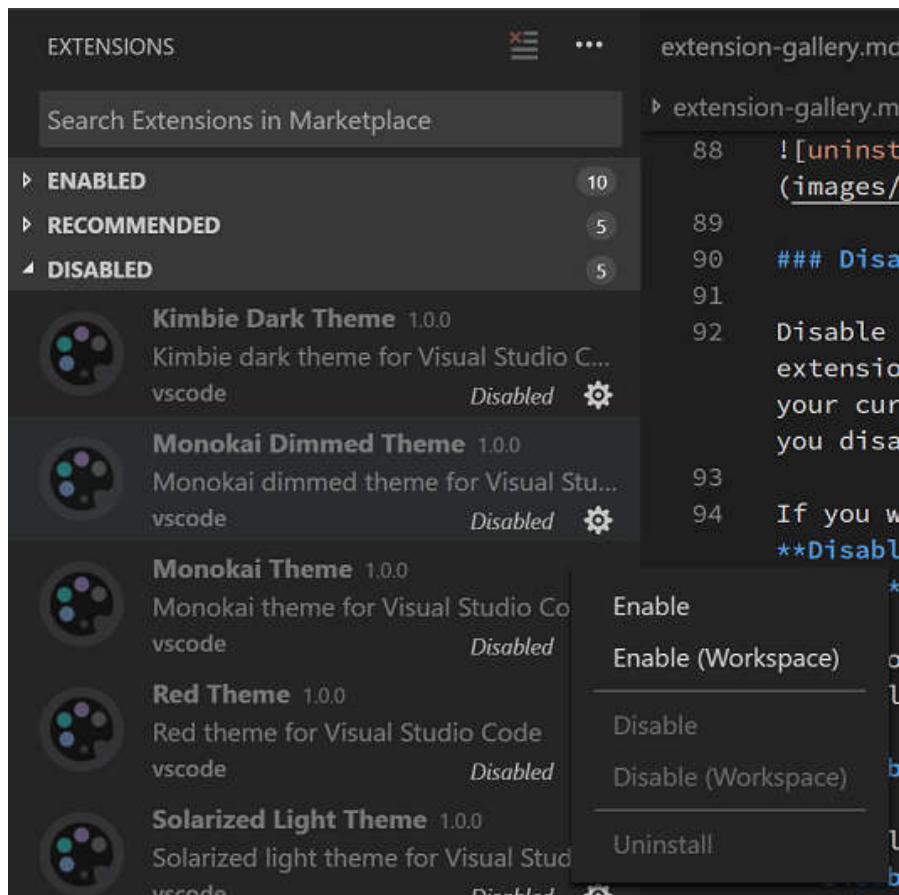 EXTENSIONS
Search Extensions in Marketplace
ENABLED 10
RECOMMENDED 5
DISABLED 5
Kimbie Dark Theme 1.0.0
Kimbie dark theme for Visual Studio C...
vscode Disabled
Monokai Dimmed Theme 1.0.0
Monokai dimmed theme for Visual Stu...
vscode Disabled
Monokai Theme 1.0.0
Monokai theme for Visual Studio Co
vscode Disabled
Red Theme 1.0.0
Red theme for Visual Studio Code
vscode Disabled
Solarized Light Theme 1.0.0
Solarized light theme for Visual Stud
vscode Disabled
Enable
Enable (Workspace)
Disable
Disable (Workspace)
Uninstall
extension-gallery.md
extension-gallery.m
88 ![uninst
(images/
89
90 ### Disa
91
92 Disable
extensio
your cur
you disa
93
94 If you w
**Disabl